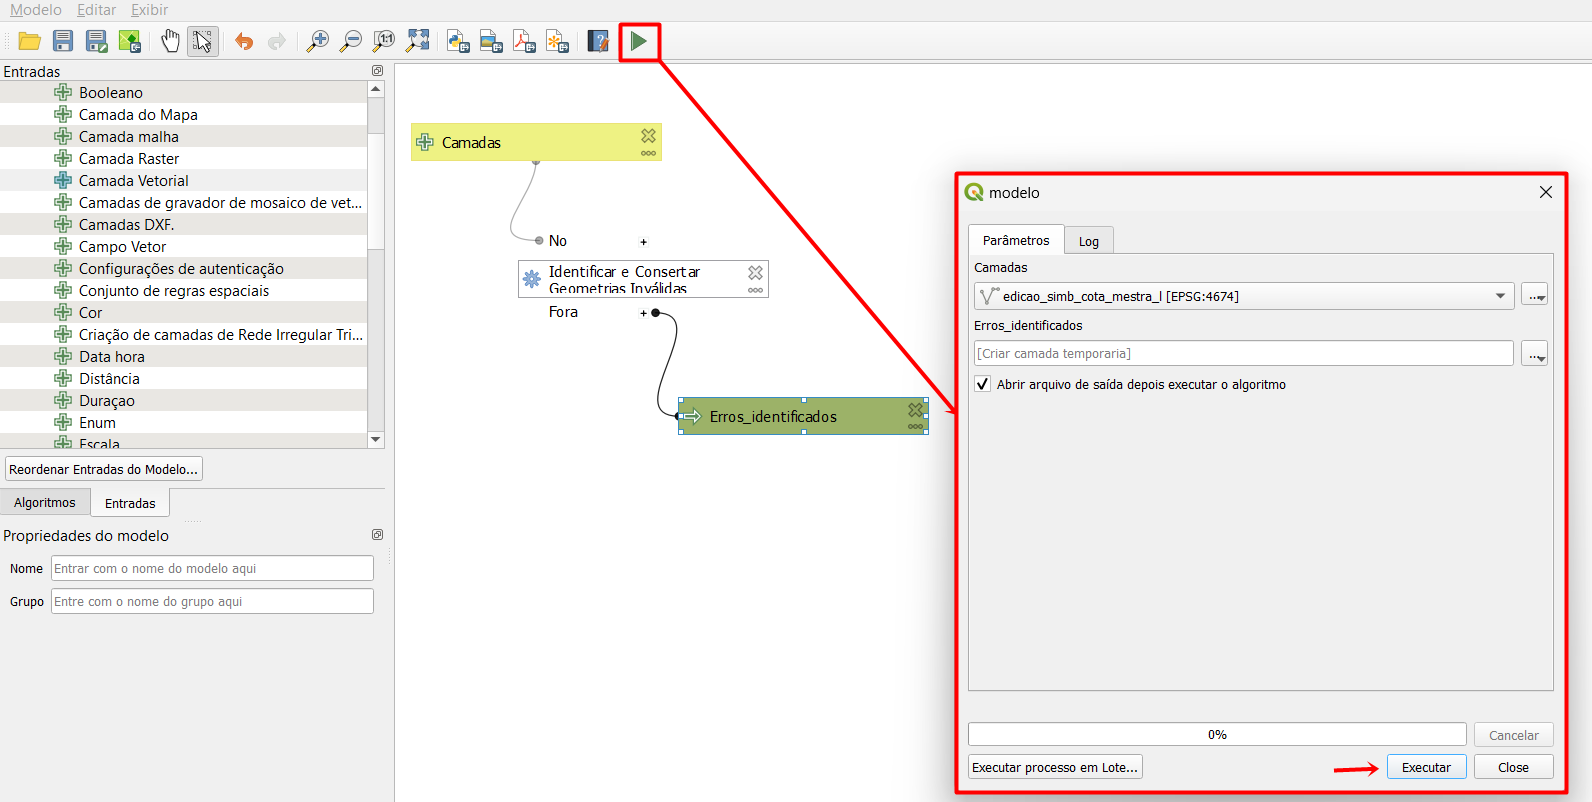 Modelo Editar Exibir
Entradas
Booleano
Camada do Mapa
Camada malha
Camada Raster
Camada Vetorial
Camadas de gravador de mosaico de vet...
Camadas DXF.
Campo Vetor
Configurações de autenticação
Conjunto de regras espaciais
Cor
Criação de camadas de Rede Irregular Tri...
Data hora
Distância
Duraçao
Enum
Escala
Reordenar Entradas do Modelo...
Algoritmos Entradas
Propriedades do modelo
Nome Entrar com o nome do modelo aqui
Grupo Entre com o nome do grupo aqui
Camadas
No +
Identificar e Consertar
Geometrias Inválidas
Fora +
Erros_identificados
modelo
Parâmetros Log
Camadas
edicao_simb_cota_mestra_l [EPSG:4674]
...
Erros_identificados
[Criar camada temporaria]
...
Abrir arquivo de saída depois executar o algoritmo
0% Cancelar
Executar processo em Lote... Executar Close